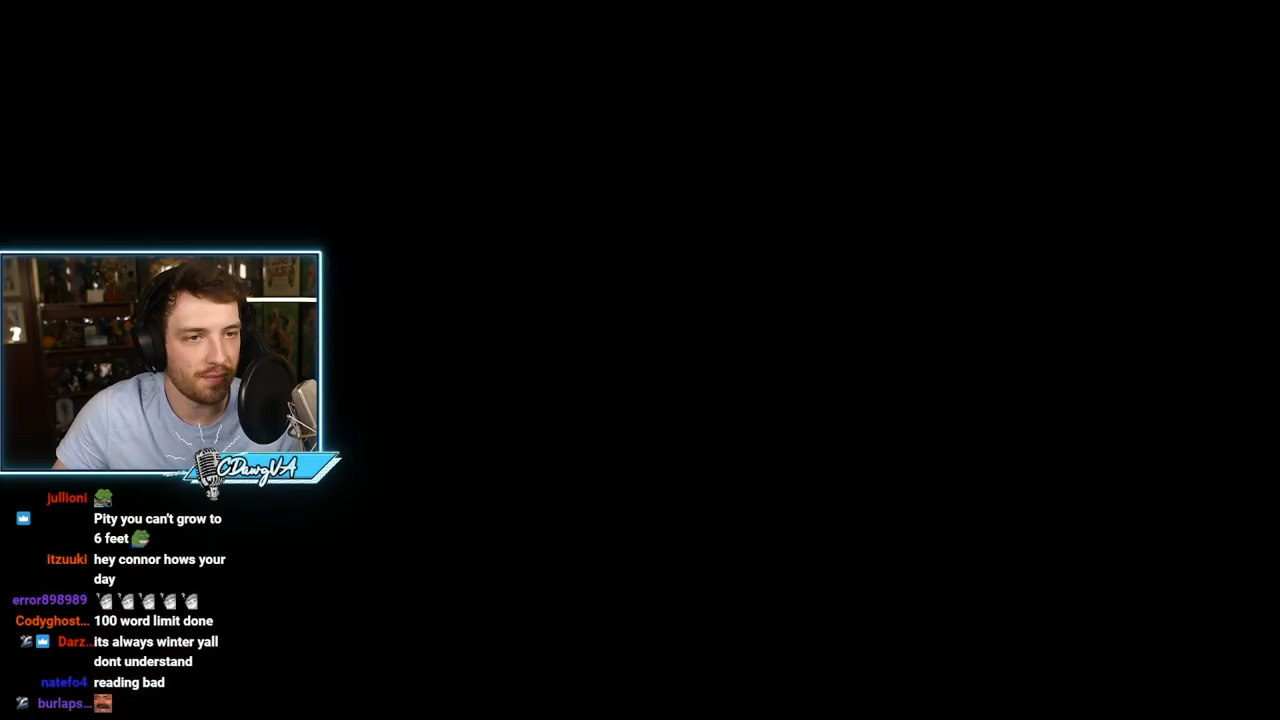 CDawgVA
jullioni
Pity you can't grow to
6 feet
itzuuki hey connor hows your
day
error898989
Codyghost... 100 word limit done
Darz... its always winter yall
dont understand
natefo4 reading bad
burlaps...